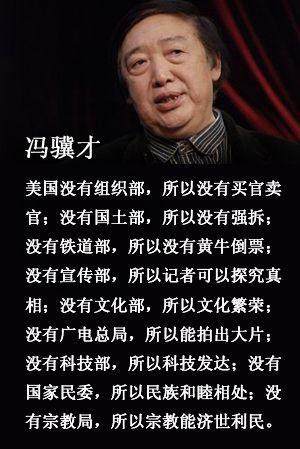 冯骥才
美国没有组织部，所以没有买官卖
官；没有国土部，所以没有强拆；
没有铁道部，所以没有黄牛倒票；
没有宣传部，所以记者可以探究真
相；没有文化部，所以文化繁荣；
没有广电总局，所以能拍出大片；
没有科技部，所以科技发达；没有
国家民委，所以民族和睦相处；没
有宗教局，所以宗教能济世利民。